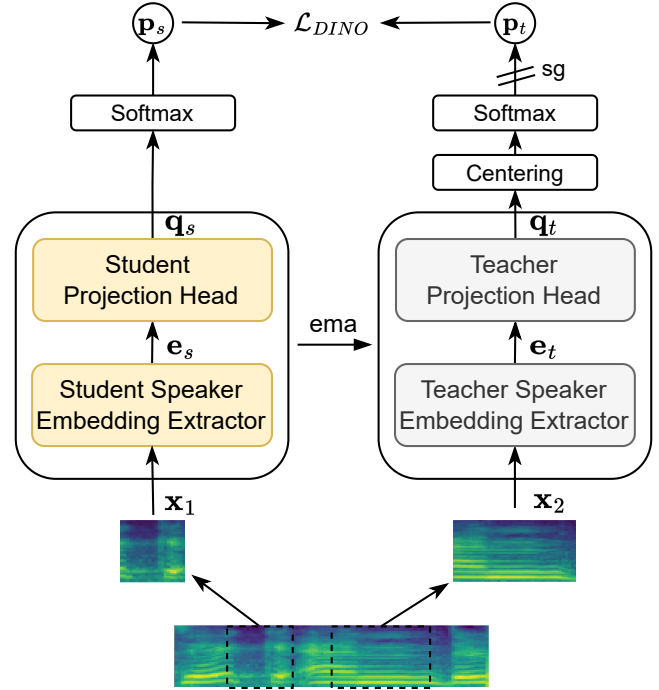 p_s
ℒ_DINO
p_t
sg
Softmax
Softmax
Centering
q_s
q_t
Student
Projection Head
Teacher
Projection Head
ema
e_s
e_t
Student Speaker
Embedding Extractor
Teacher Speaker
Embedding Extractor
x_1
x_2